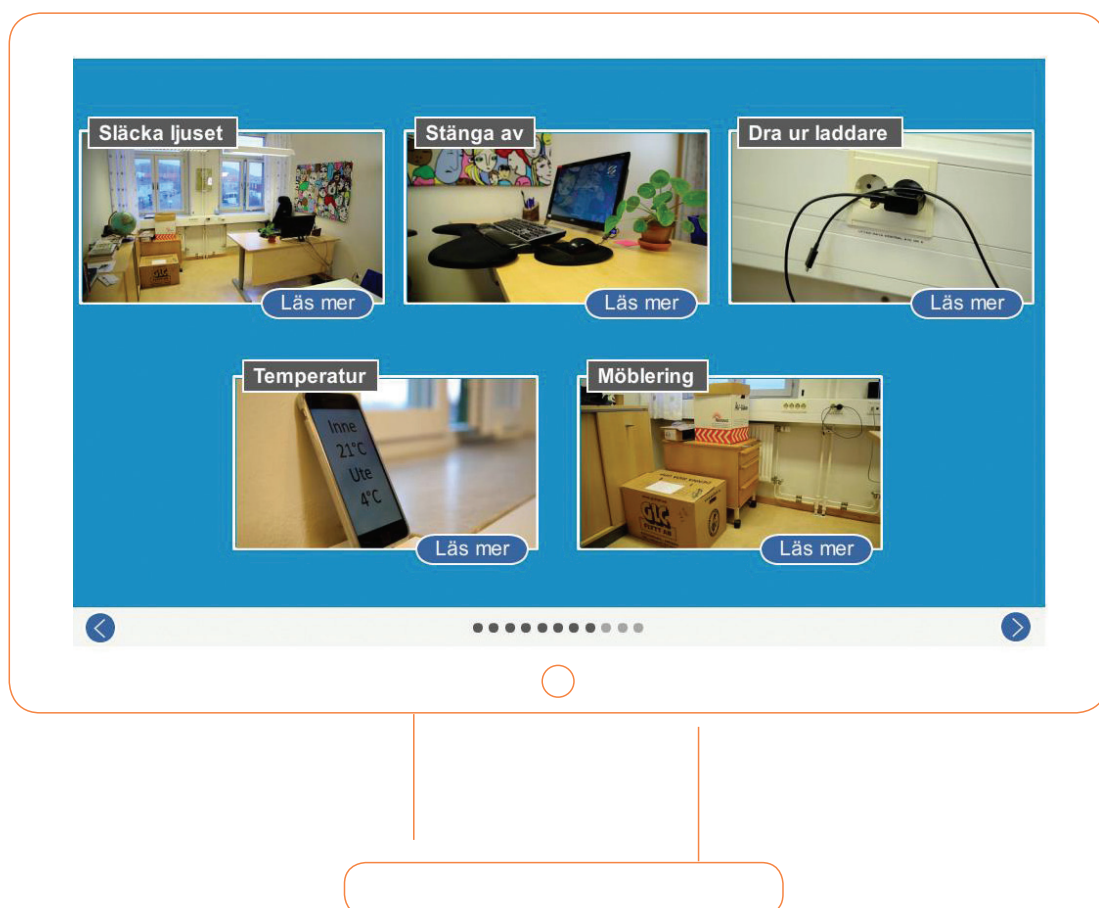 Släcka ljuset
Stänga av
Dra ur laddare
Läs mer
Läs mer
Läs mer
Temperatur
Möblering
Inne
21°C
Ute
4°C
GLC
Läs mer
Läs mer